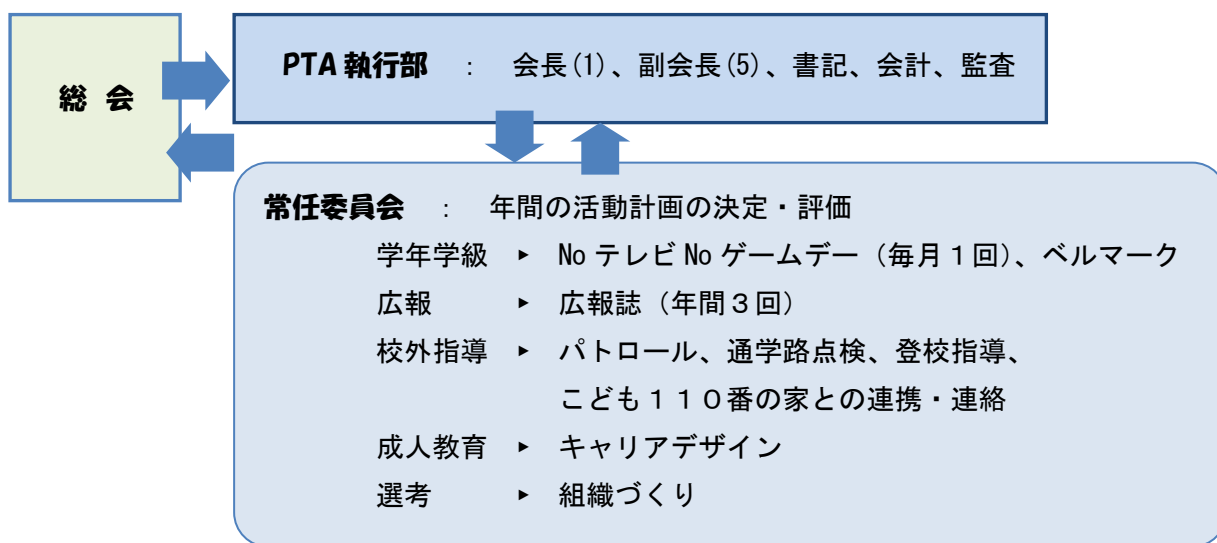 総 会
PTA 執行部 ： 会長(1)、副会長(5)、書記、会計、監査
常任委員会 ： 年間の活動計画の決定・評価
学年学級 ▶ No テレビ No ゲームデー（毎月１回）、ベルマーク
広報 ▶ 広報誌（年間３回）
校外指導 ▶ パトロール、通学路点検、登校指導、
こども１１０番の家との連携・連絡
成人教育 ▶ キャリアデザイン
選考 ▶ 組織づくり